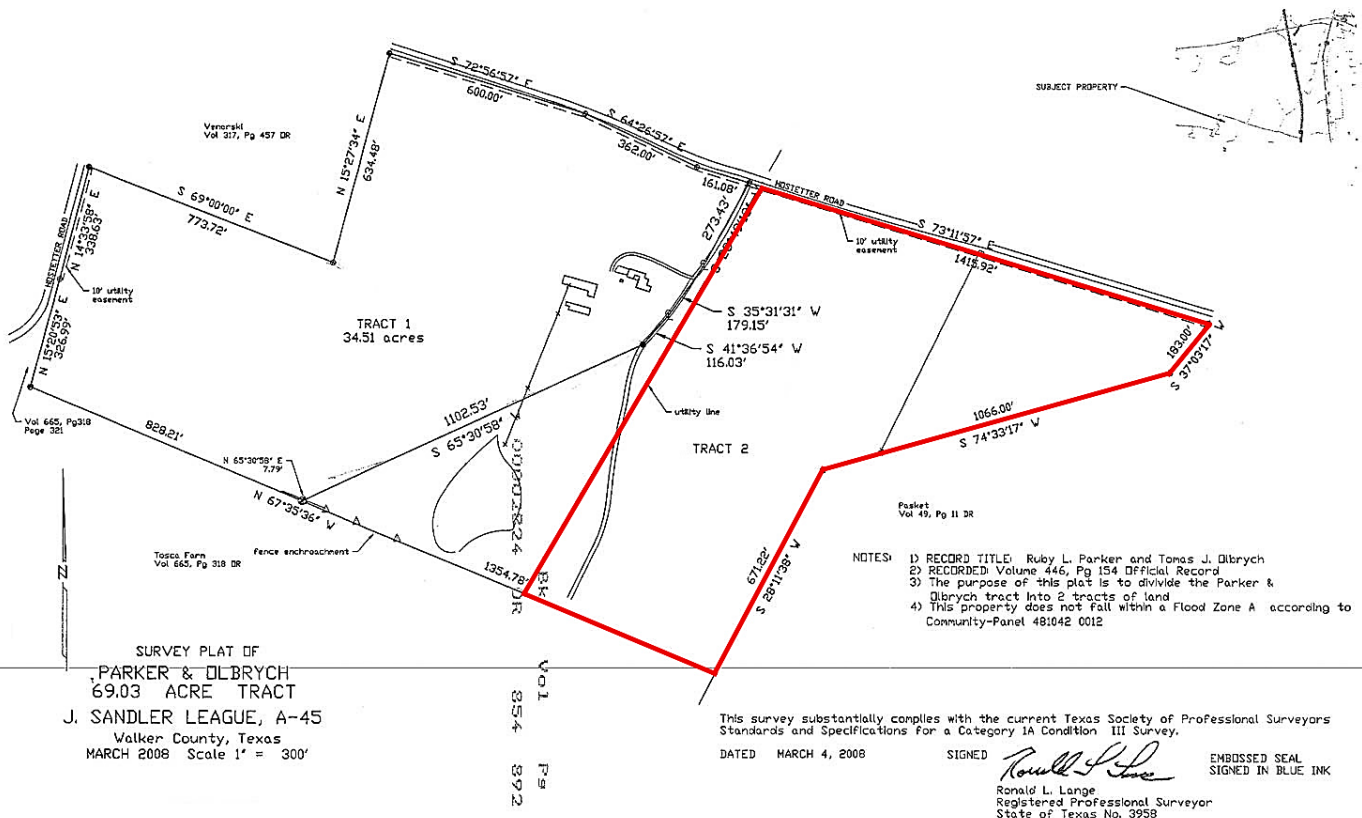 SUBJECT PROPERTY
S 72°56'57" E
600.00'
S 64°26'57" E
362.00'
161.08'
Venorski
Vol 317, Pg 457 DR
N 15°27'34" E
634.48'
S 69°00'00" E
773.72'
HOSTETTER ROAD
N 14°33'58" E
338.63'
10' utility
easement
N 15°20'53" E
326.99'
Vol 665, Pg318
Page 321
TRACT 1
34.51 acres
273.43'
HOSTETTER ROAD
10' utility
easement
S 73°11'57" E
1415.92'
S 35°31'31" W
179.15'
S 41°36'54" W
116.03'
183.00'
S 37°03'17" W
utility line
1066.00'
S 74°33'17" W
TRACT 2
828.21'
1102.53'
S 65°30'58" W
N 65°30'58" E
7.79'
N 67°35'36" W
fence enchroachment
Tosca Farm
Vol 665, Pg 318 DR
1354.78'
671.22'
S 28°11'38" W
Pasket
Vol 49, Pg 11 DR
N
00002824
BK
OR
Vol
854
Pg
892
NOTES: 1) RECORD TITLE: Ruby L. Parker and Tomas J. Olbrych
2) RECORDED: Volume 446, Pg 154 Official Record
3) The purpose of this plat is to divivide the Parker &
Olbrych tract into 2 tracts of land
4) This property does not fall within a Flood Zone A according to
Community-Panel 481042 0012
SURVEY PLAT OF
PARKER & OLBRYCH
69.03 ACRE TRACT
J. SANDLER LEAGUE, A-45
Walker County, Texas
MARCH 2008 Scale 1" = 300'
This survey substantially complies with the current Texas Society of Professional Surveyors
Standards and Specifications for a Category 1A Condition III Survey.
DATED MARCH 4, 2008 SIGNED
EMBOSSED SEAL
SIGNED IN BLUE INK
Ronald L. Lange
Registered Professional Surveyor
State of Texas No. 3958